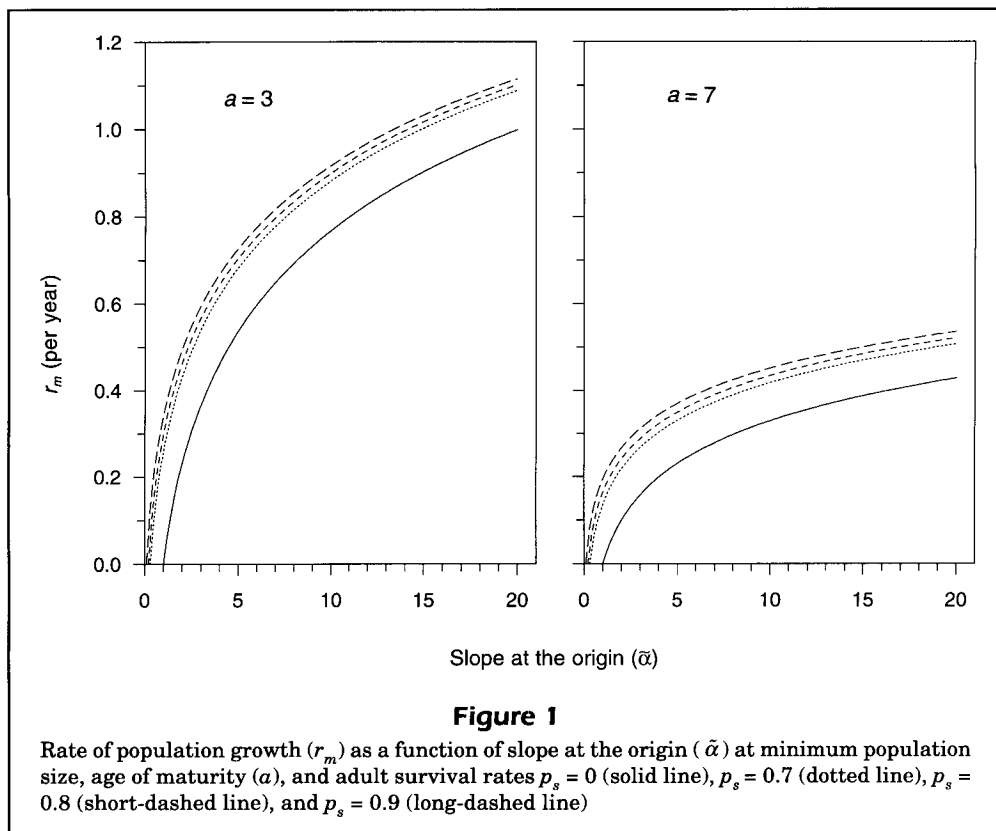 1.2
1.0
0.8
0.6
0.4
0.2
0.0
r_m (per year)
a = 3
a = 7
0 5 10 15 20
0 5 10 15 20
Slope at the origin (α̃)
Figure 1
Rate of population growth (r_m) as a function of slope at the origin (α̃) at minimum population
size, age of maturity (a), and adult survival rates p_s = 0 (solid line), p_s = 0.7 (dotted line), p_s =
0.8 (short-dashed line), and p_s = 0.9 (long-dashed line)